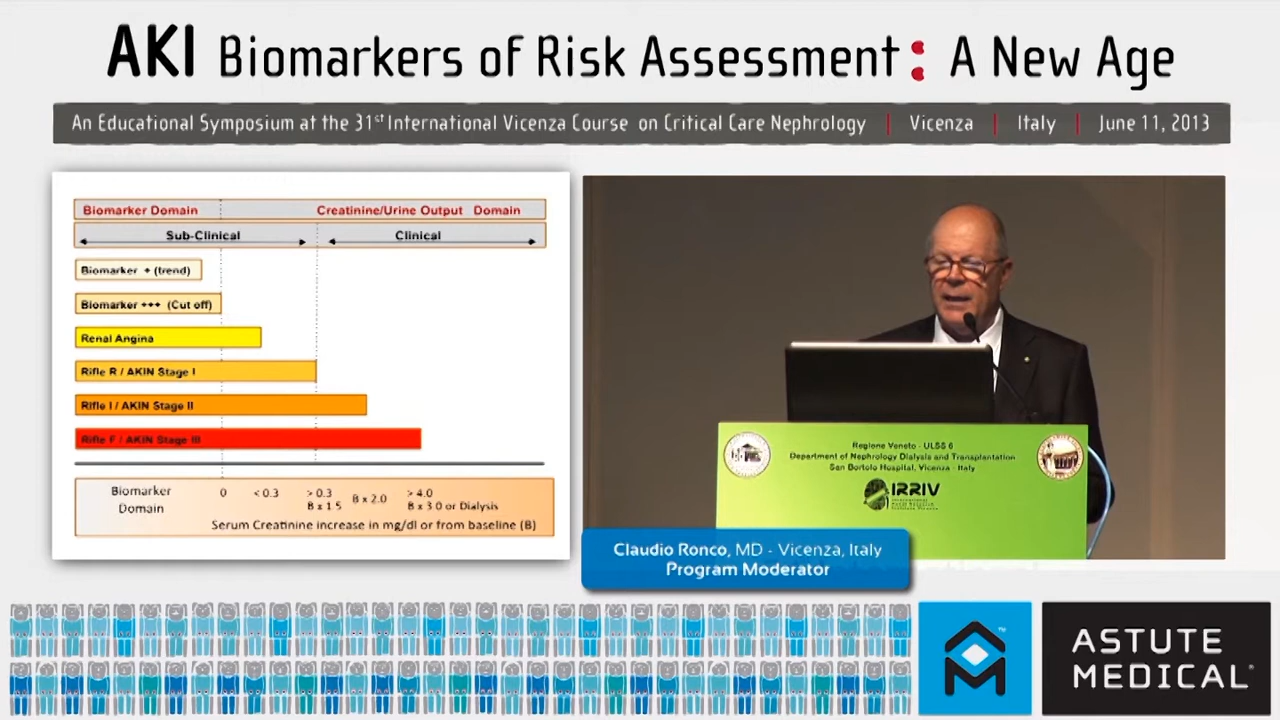 AKI Biomarkers of Risk Assessment: A New Age
An Educational Symposium at the 31st International Vicenza Course on Critical Care Nephrology | Vicenza | Italy | June 11, 2013
Biomarker Domain Creatinine/Urine Output Domain
Sub-Clinical Clinical
Biomarker + (trend)
Biomarker +++ (Cut off)
Renal Angina
Rifle R / AKIN Stage I
Rifle I / AKIN Stage II
Rifle F / AKIN Stage III
Biomarker Domain
0
<0.3
>0.3
B x 1.5
B x 2.0
>4.0
B x 3.0 or Dialysis
Serum Creatinine increase in mg/dl or from baseline (B)
Regione Veneto - ULSS 6
Department of Nephrology Dialysis and Transplantation
San Bortolo Hospital, Vicenza - Italy
IRRIV
Claudio Ronco, MD - Vicenza, Italy
Program Moderator
™
ASTUTE
MEDICAL®